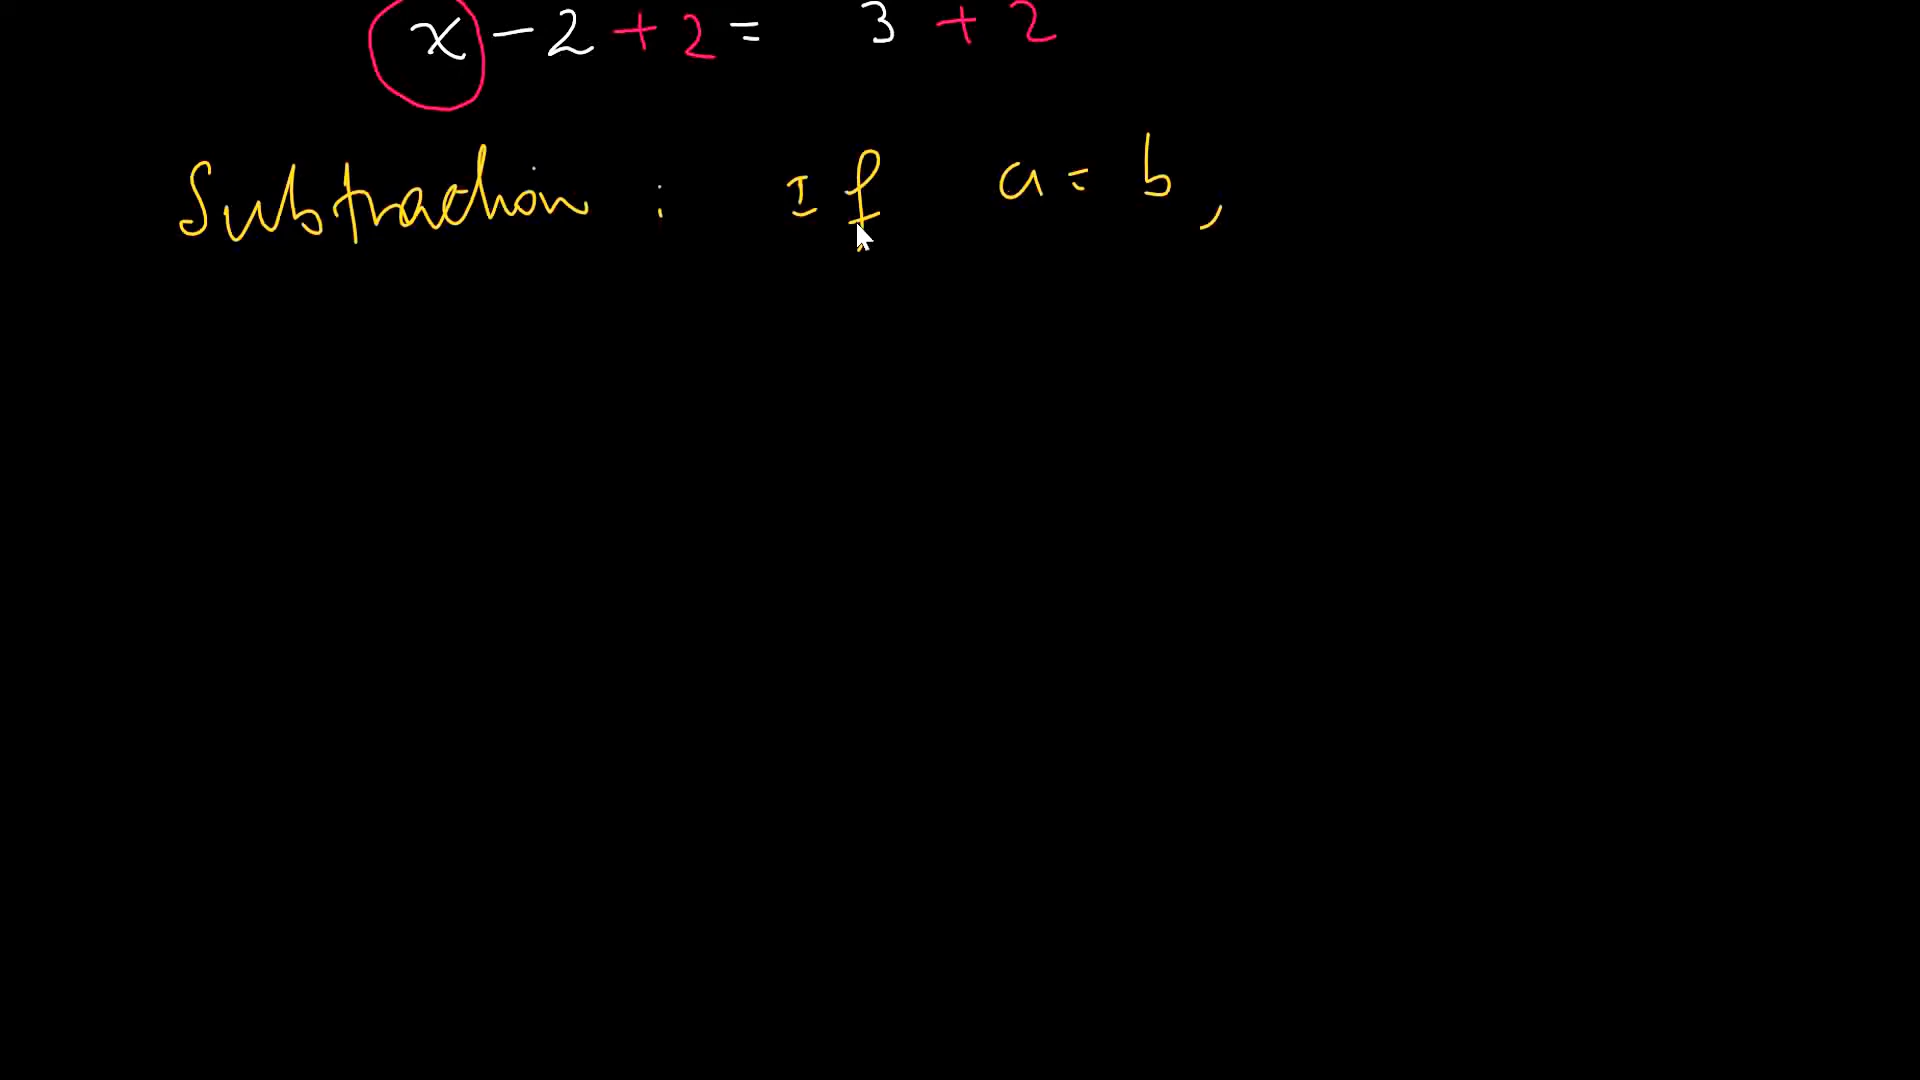 x - 2 + 2 = 3 + 2
Subtraction : If a = b ,